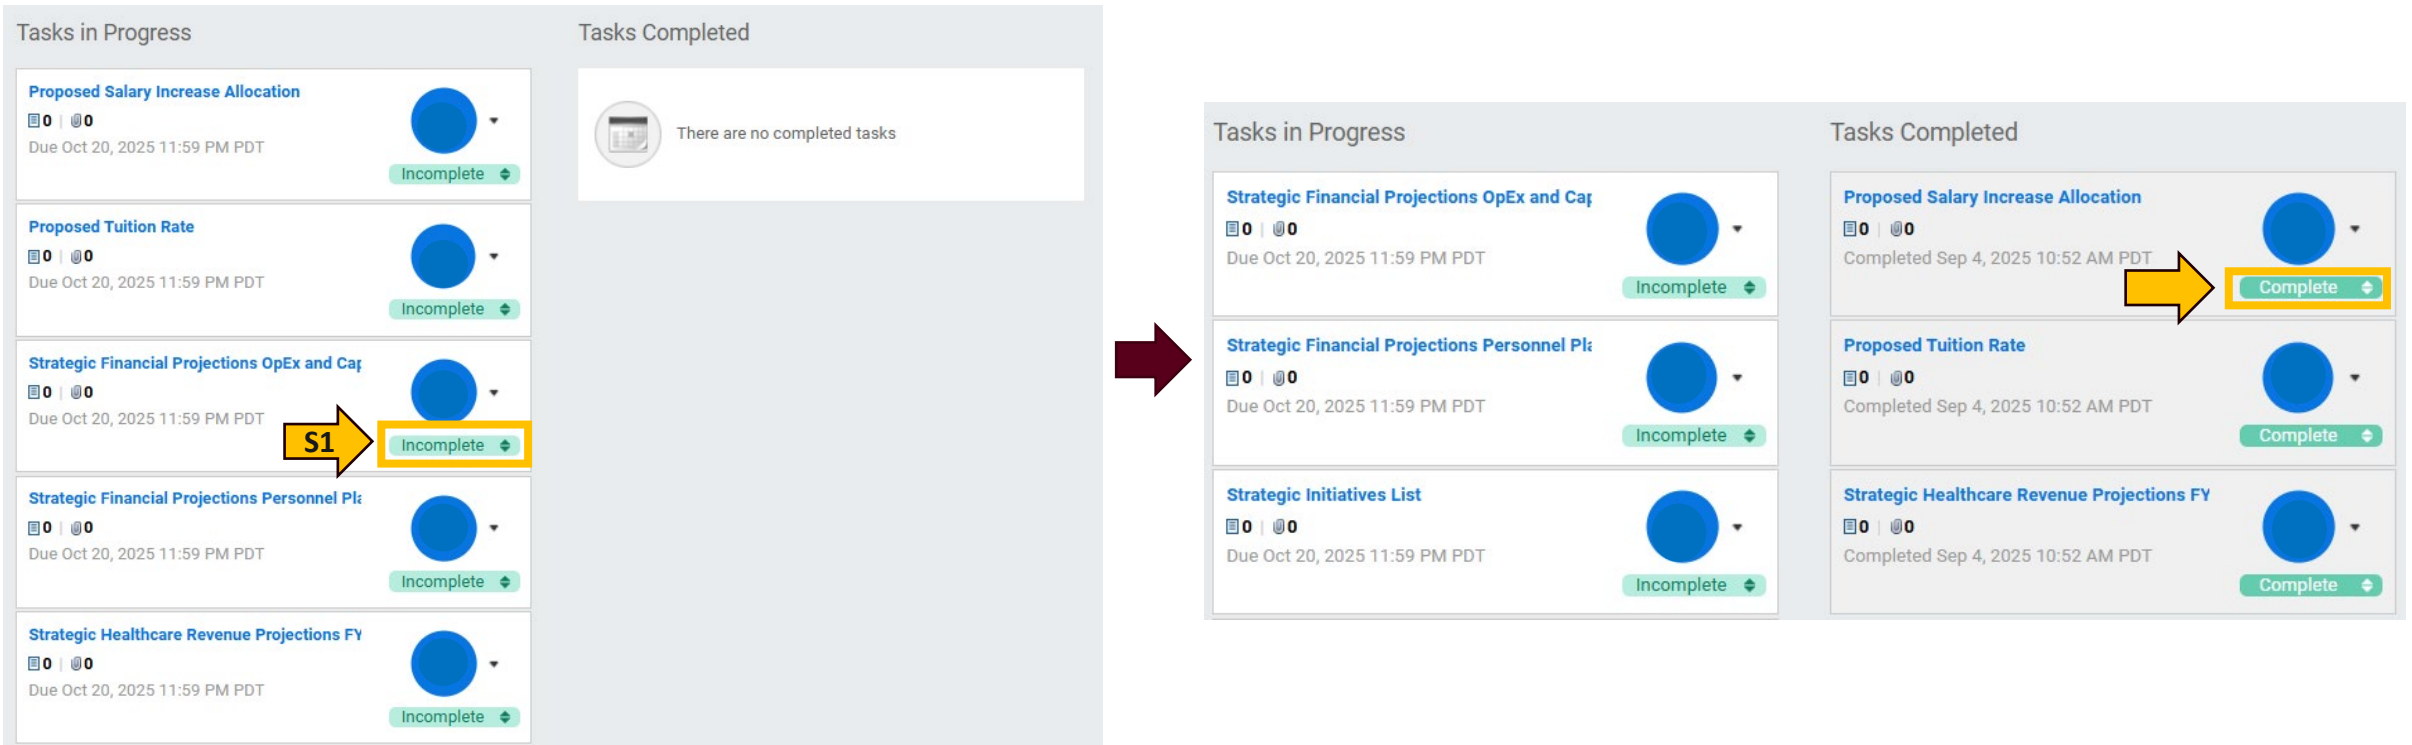 Tasks in Progress
Proposed Salary Increase Allocation
0 | 0
Due Oct 20, 2025 11:59 PM PDT
Incomplete
Proposed Tuition Rate
0 | 0
Due Oct 20, 2025 11:59 PM PDT
Incomplete
Strategic Financial Projections OpEx and Cap
0 | 0
Due Oct 20, 2025 11:59 PM PDT
S1
Incomplete
Strategic Financial Projections Personnel Pla
0 | 0
Due Oct 20, 2025 11:59 PM PDT
Incomplete
Strategic Healthcare Revenue Projections FY
0 | 0
Due Oct 20, 2025 11:59 PM PDT
Incomplete
Tasks Completed
There are no completed tasks
Tasks in Progress
Strategic Financial Projections OpEx and Cap
0 | 0
Due Oct 20, 2025 11:59 PM PDT
Incomplete
Strategic Financial Projections Personnel Pla
0 | 0
Due Oct 20, 2025 11:59 PM PDT
Incomplete
Strategic Initiatives List
0 | 0
Due Oct 20, 2025 11:59 PM PDT
Incomplete
Tasks Completed
Proposed Salary Increase Allocation
0 | 0
Completed Sep 4, 2025 10:52 AM PDT
Complete
Proposed Tuition Rate
0 | 0
Completed Sep 4, 2025 10:52 AM PDT
Complete
Strategic Healthcare Revenue Projections FY
0 | 0
Completed Sep 4, 2025 10:52 AM PDT
Complete